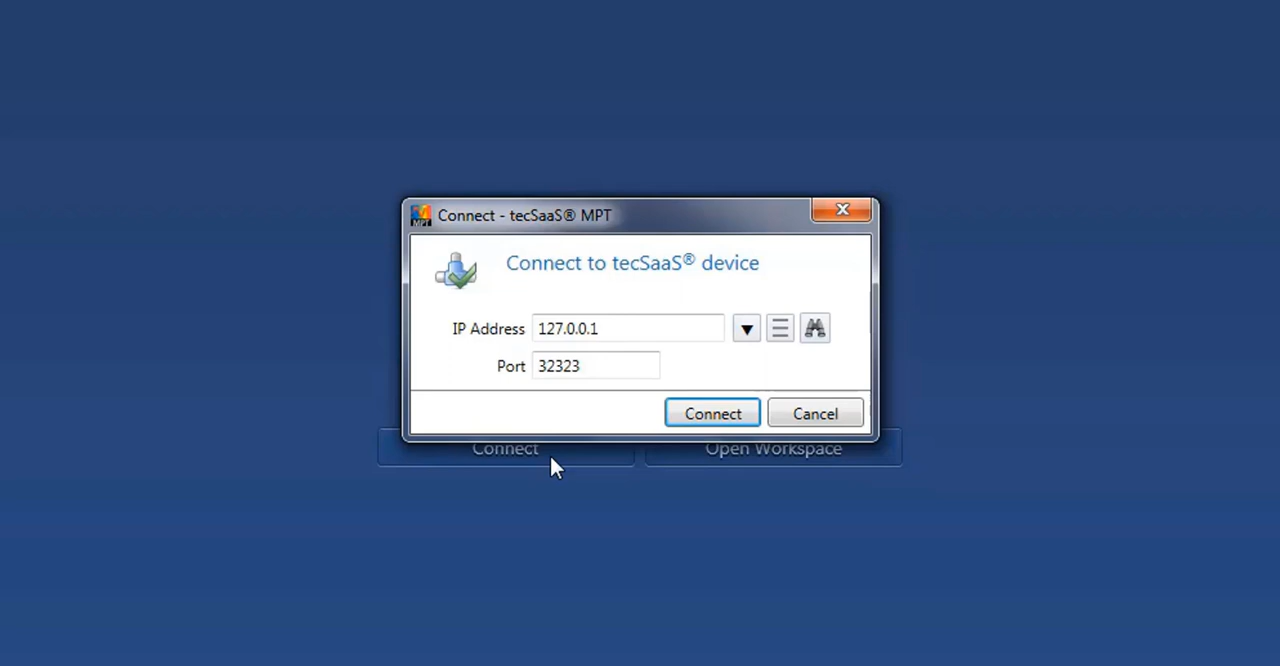 Connect - tecSaaS® MPT
Connect to tecSaaS® device
IP Address 127.0.0.1
Port 32323
Connect Cancel
Connect Open Workspace